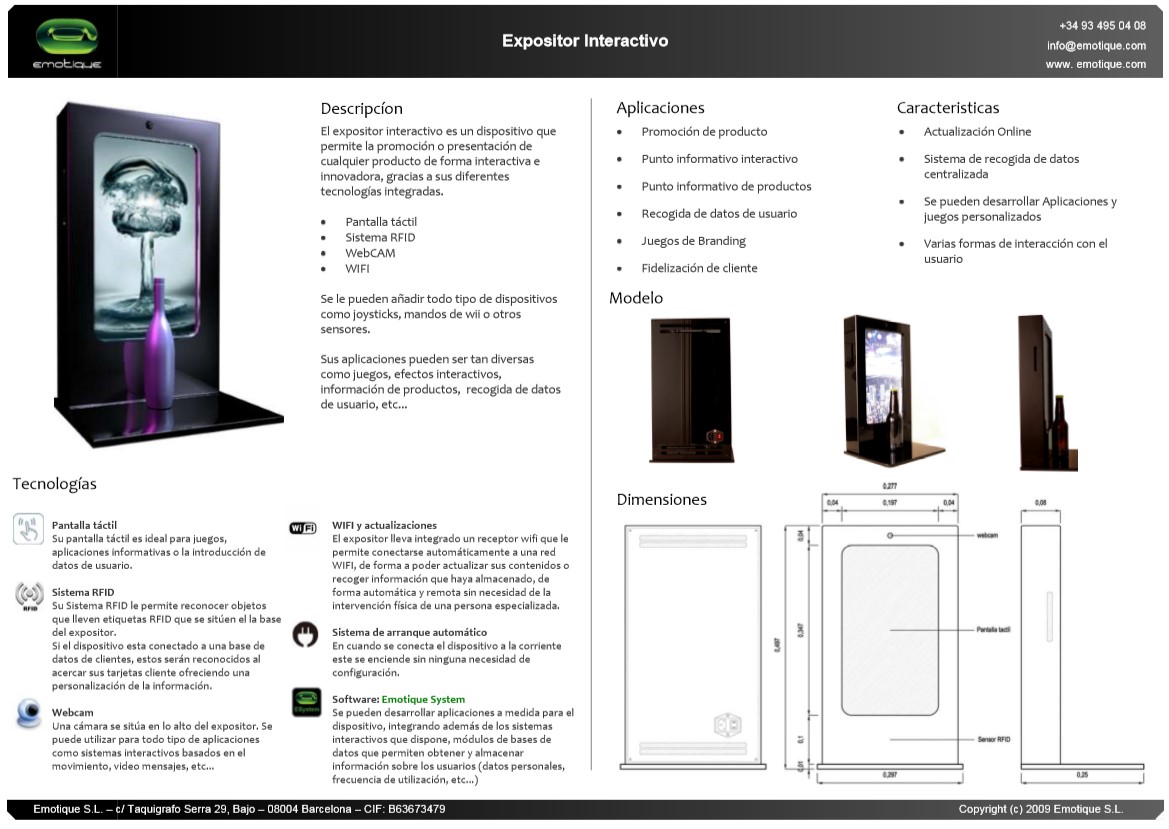 emotique
Expositor Interactivo
+34 93 495 04 08
info@emotique.com
www. emotique.com
Descripcíon
El expositor interactivo es un dispositivo que
permite la promoción o presentación de
cualquier producto de forma interactiva e
innovadora, gracias a sus diferentes
tecnologías integradas.
• Pantalla táctil
• Sistema RFID
• WebCAM
• WIFI
Se le pueden añadir todo tipo de dispositivos
como joysticks, mandos de wii o otros
sensores.
Sus aplicaciones pueden ser tan diversas
como juegos, efectos interactivos,
información de productos, recogida de datos
de usuario, etc...
Aplicaciones
• Promoción de producto
• Punto informativo interactivo
• Punto informativo de productos
• Recogida de datos de usuario
• Juegos de Branding
• Fidelización de cliente
Caracteristicas
• Actualización Online
• Sistema de recogida de datos
centralizada
• Se pueden desarrollar Aplicaciones y
juegos personalizados
• Varias formas de interacción con el
usuario
Modelo
Tecnologías
Pantalla táctil
Su pantalla táctil es ideal para juegos,
aplicaciones informativas o la introducción de
datos de usuario.
RFID
Sistema RFID
Su Sistema RFID le permite reconocer objetos
que lleven etiquetas RFID que se sitúen el la base
del expositor.
Si el dispositivo esta conectado a una base de
datos de clientes, estos serán reconocidos al
acercar sus tarjetas cliente ofreciendo una
personalización de la información.
Webcam
Una cámara se sitúa en lo alto del expositor. Se
puede utilizar para todo tipo de aplicaciones
como sistemas interactivos basados en el
movimiento, video mensajes, etc...
WiFi
WIFI y actualizaciones
El expositor lleva integrado un receptor wifi que le
permite conectarse automáticamente a una red
WIFI, de forma a poder actualizar sus contenidos o
recoger información que haya almacenado, de
forma automática y remota sin necesidad de la
intervención física de una persona especializada.
Sistema de arranque automático
En cuando se conecta el dispositivo a la corriente
este se enciende sin ninguna necesidad de
configuración.
ESystem
Software: Emotique System
Se pueden desarrollar aplicaciones a medida para el
dispositivo, integrando además de los sistemas
interactivos que dispone, módulos de bases de
datos que permiten obtener y almacenar
información sobre los usuarios (datos personales,
frecuencia de utilización, etc...)
Dimensiones
0,277
0,04 0,197 0,04
0,08
0,04
webcam
0,347
0,497
Pantalla tactil
0,1
Sensor RFID
0,01
0,297
0,25
Emotique S.L. – c/ Taquigrafo Serra 29, Bajo – 08004 Barcelona – CIF: B63673479
Copyright (c) 2009 Emotique S.L.